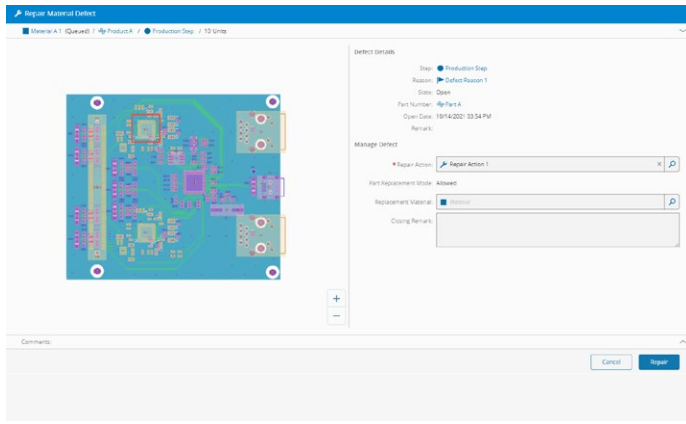 Repair Material Defect
Material A 1 (Queued) / Product A / Production Step / 10 Units
Defect Details
Step: Production Step
Reason: Defect Reason 1
State: Open
Part Number: Part A
Open Date: 10/14/2021 03:54 PM
Remark:
Manage Defect
* Repair Action: Repair Action 1
Part Replacement Mode: Allowed
Replacement Material: Material
Closing Remark:
Comments:
Cancel Repair